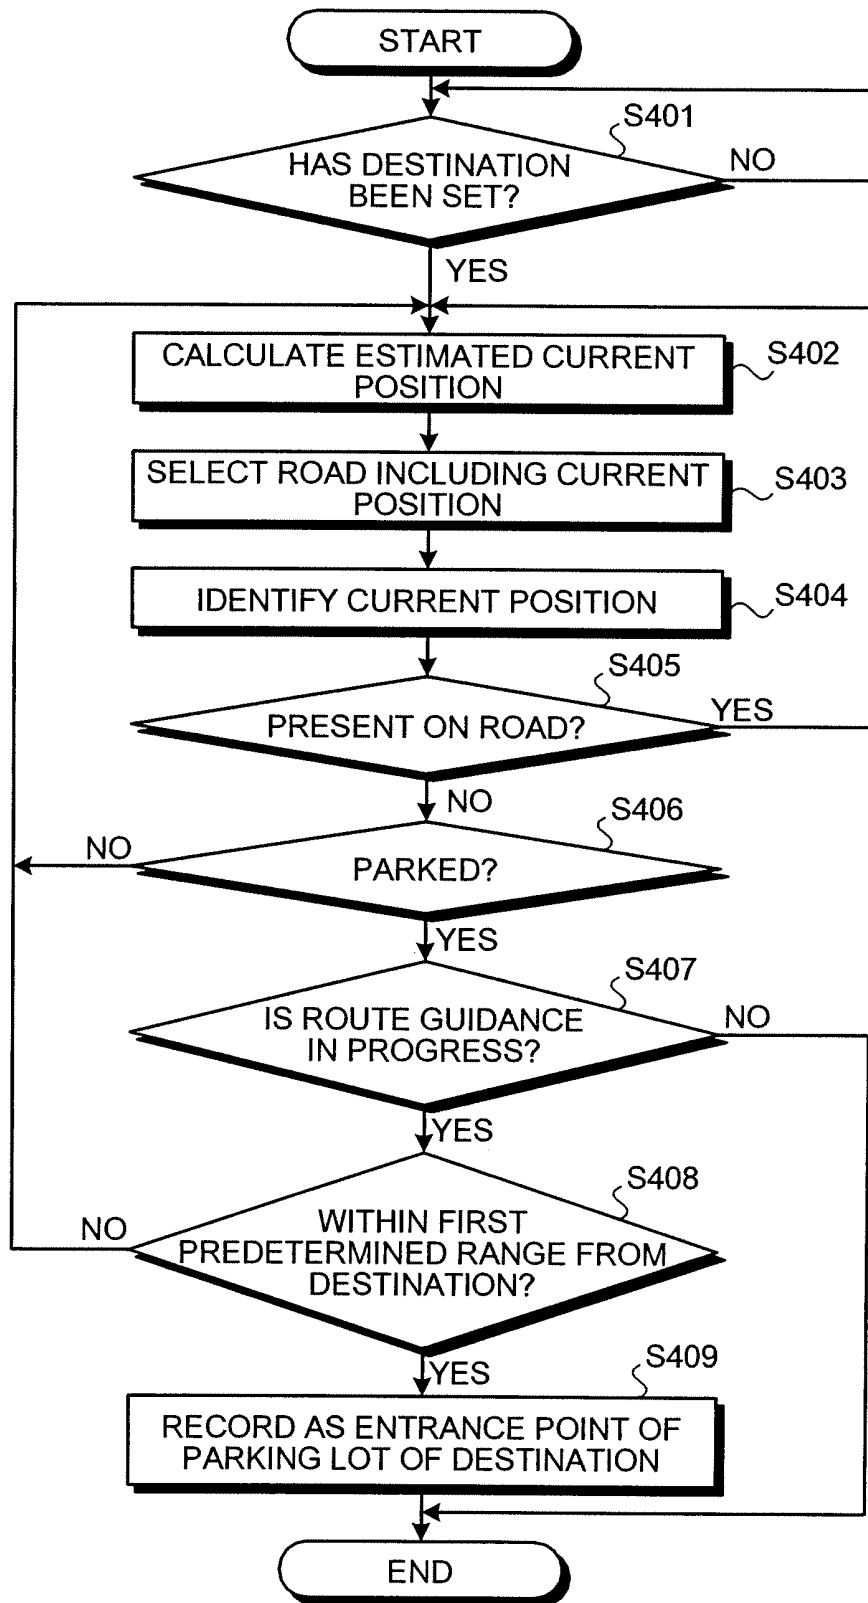 START
S401
HAS DESTINATION
BEEN SET?
NO
YES
CALCULATE ESTIMATED CURRENT
POSITION
S402
SELECT ROAD INCLUDING CURRENT
POSITION
S403
IDENTIFY CURRENT POSITION
S404
S405
PRESENT ON ROAD?
YES
NO
S406
NO
PARKED?
YES
S407
IS ROUTE GUIDANCE
IN PROGRESS?
NO
YES
S408
NO
WITHIN FIRST
PREDETERMINED RANGE FROM
DESTINATION?
YES
S409
RECORD AS ENTRANCE POINT OF
PARKING LOT OF DESTINATION
END